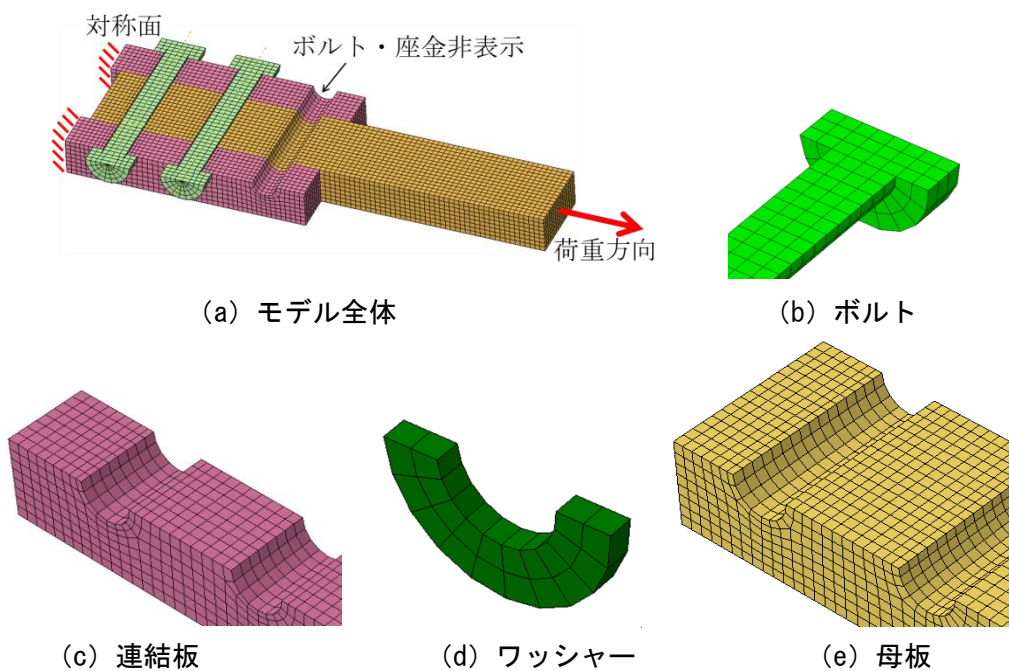 対称面
ボルト・座金非表示
荷重方向
（a）モデル全体
（b）ボルト
（c）連結板
（d）ワッシャー
（e）母板